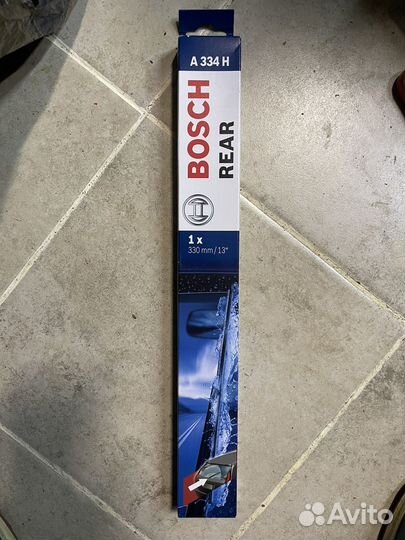 A 334 H
BOSCH
REAR
1 x
330 mm / 13"
Avito